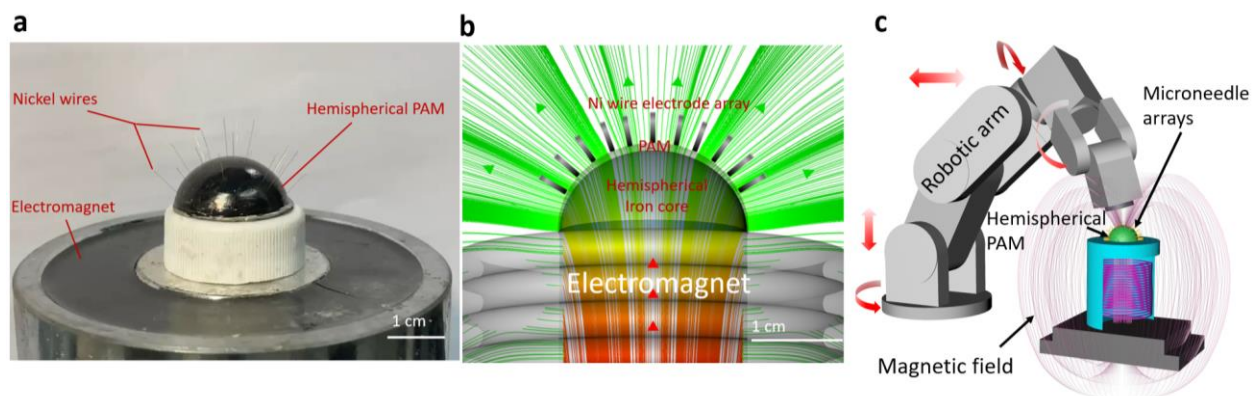 a
Nickel wires
Hemispherical PAM
Electromagnet
1 cm
b
Ni wire electrode array
PAM
Hemispherical
Iron core
Electromagnet
1 cm
c
Microneedle
arrays
Robotic arm
Hemispherical
PAM
Magnetic field